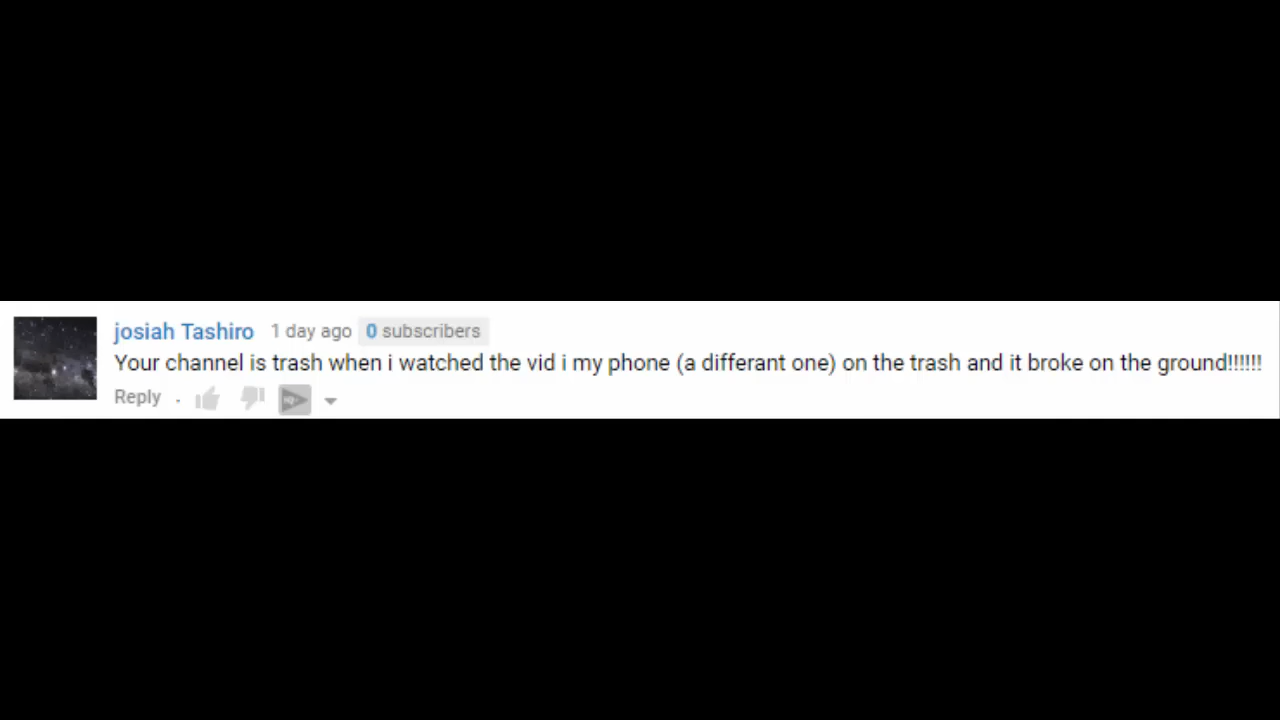 josiah Tashiro 1 day ago 0 subscribers
Your channel is trash when i watched the vid i my phone (a differant one) on the trash and it broke on the ground!!!!!!
Reply .